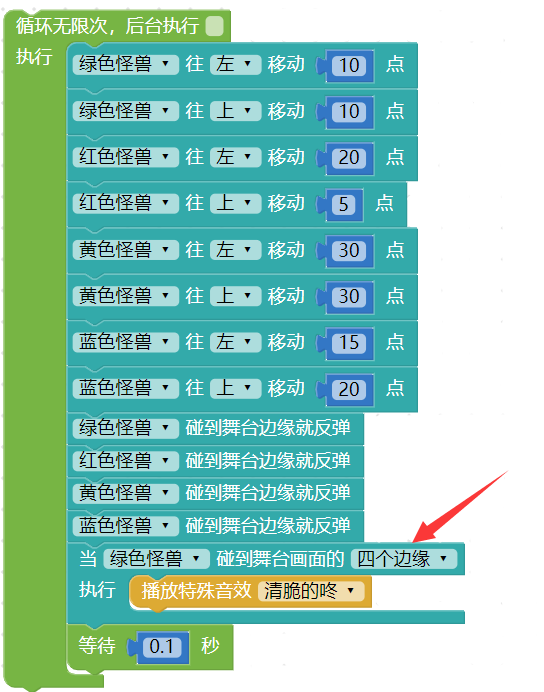 循环无限次，后台执行
执行
绿色怪兽 往 左 移动 10 点
绿色怪兽 往 上 移动 10 点
红色怪兽 往 左 移动 20 点
红色怪兽 往 上 移动 5 点
黄色怪兽 往 左 移动 30 点
黄色怪兽 往 上 移动 30 点
蓝色怪兽 往 左 移动 15 点
蓝色怪兽 往 上 移动 20 点
绿色怪兽 碰到舞台边缘就反弹
红色怪兽 碰到舞台边缘就反弹
黄色怪兽 碰到舞台边缘就反弹
蓝色怪兽 碰到舞台边缘就反弹
当 绿色怪兽 碰到舞台画面的 四个边缘
执行 播放特殊音效 清脆的咚
等待 0.1 秒